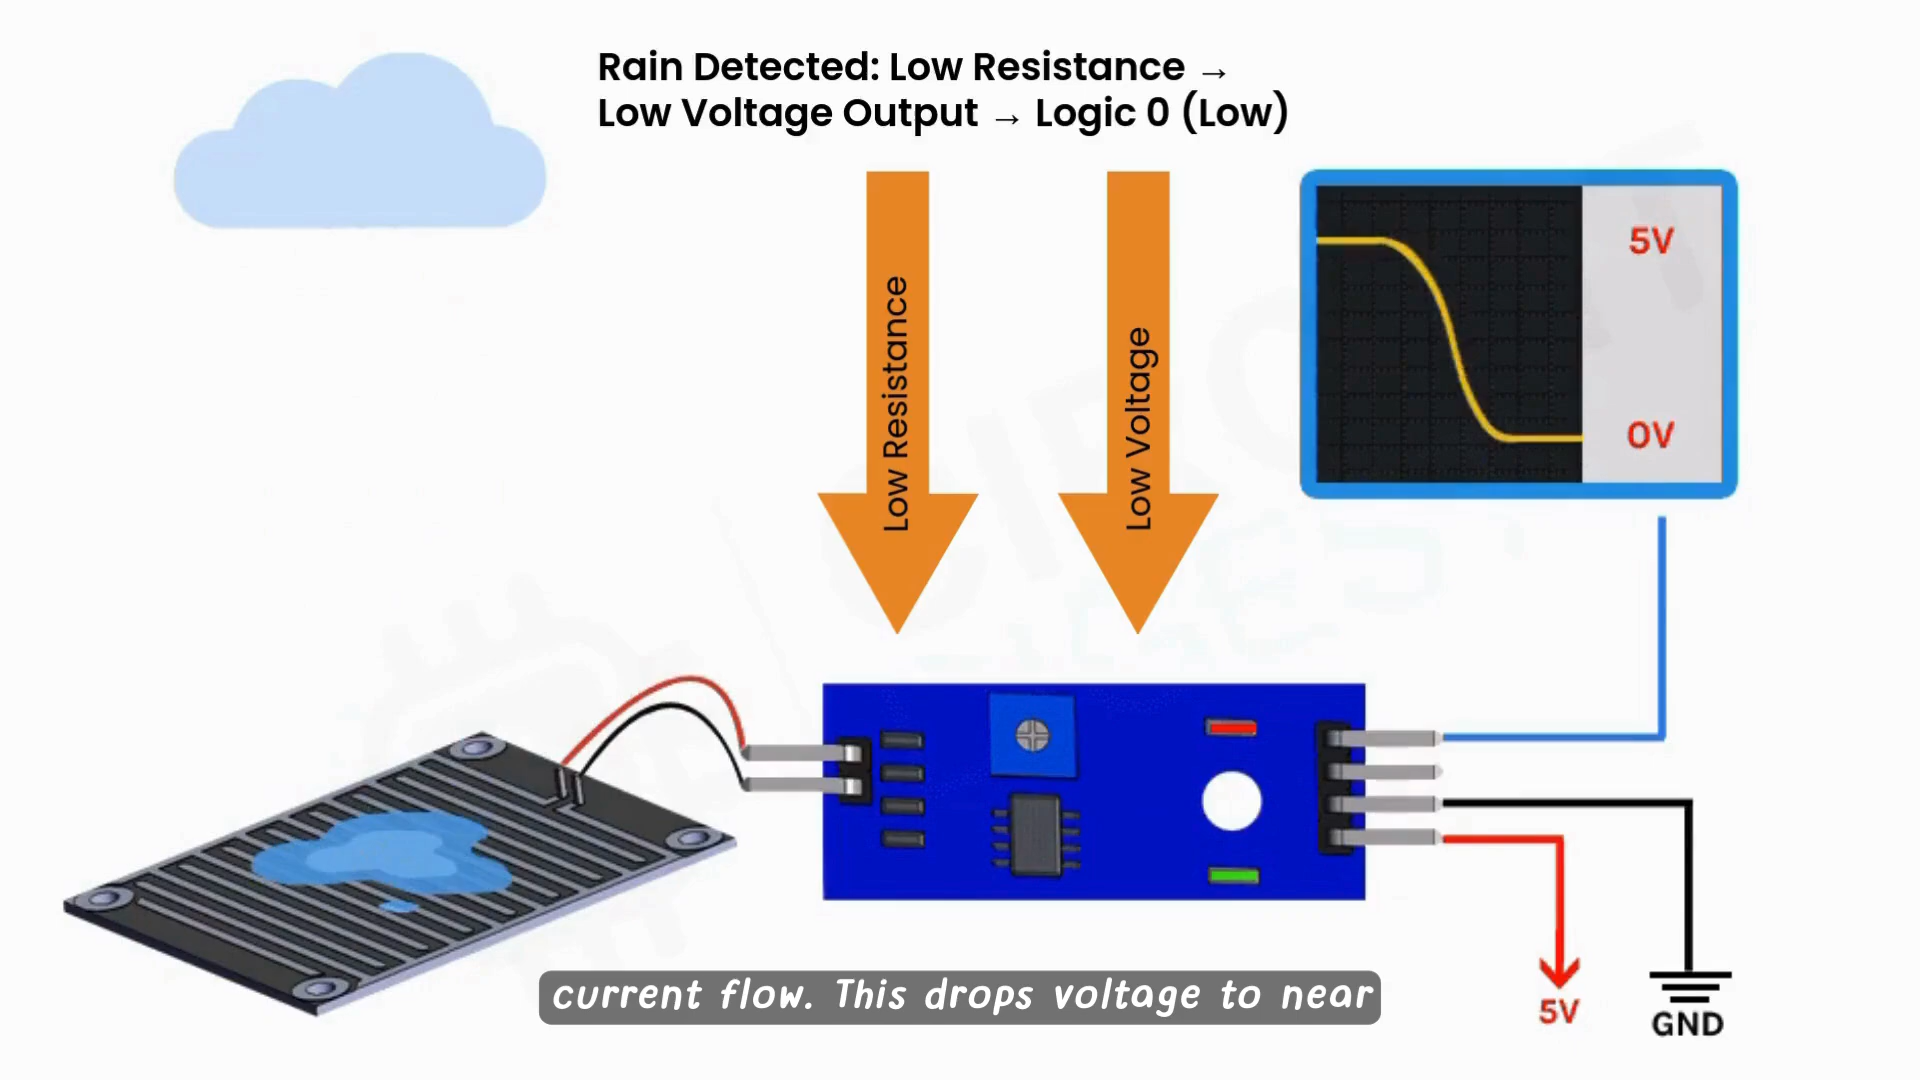 Rain Detected: Low Resistance →
Low Voltage Output → Logic 0 (Low)
Low Resistance
Low Voltage
5V
0V
current flow. This drops voltage to near
5V
GND